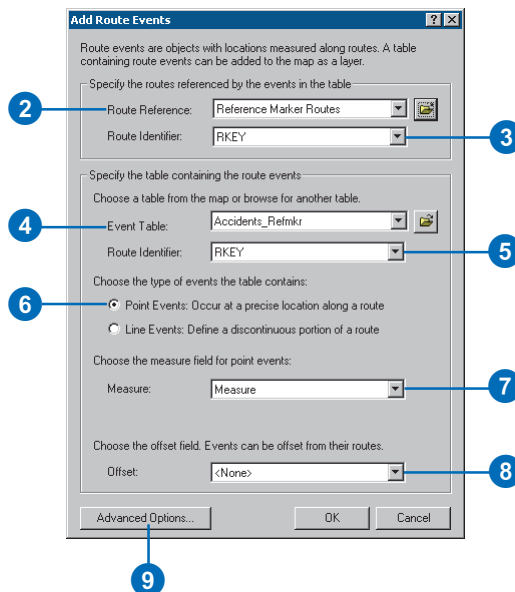 Add Route Events
Route events are objects with locations measured along routes. A table
containing route events can be added to the map as a layer.
Specify the routes referenced by the events in the table
2
Route Reference:
Reference Marker Routes
Route Identifier:
RKEY
3
Specify the table containing the route events
Choose a table from the map or browse for another table.
4
Event Table:
Accidents_Refmkr
Route Identifier:
RKEY
5
Choose the type of events the table contains:
6
Point Events: Occur at a precise location along a route
Line Events: Define a discontinuous portion of a route
Choose the measure field for point events:
Measure:
Measure
7
Choose the offset field. Events can be offset from their routes.
Offset:
<None>
8
Advanced Options...
OK
Cancel
9